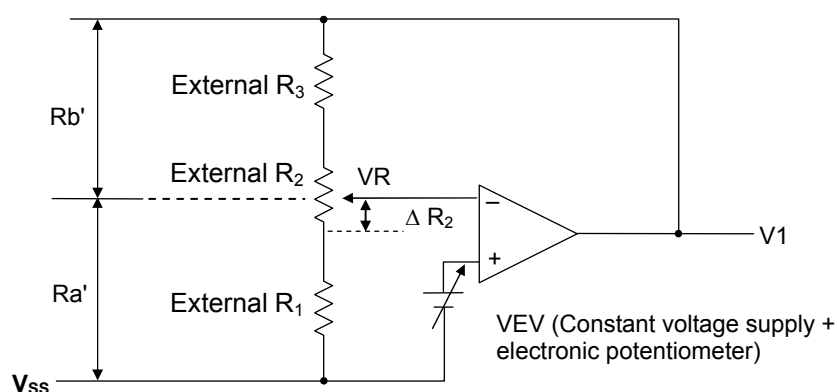 External R3
Rb'
External R2
VR
−
Δ R2
V1
+
Ra'
External R1
VEV (Constant voltage supply +
electronic potentiometer)
VSS